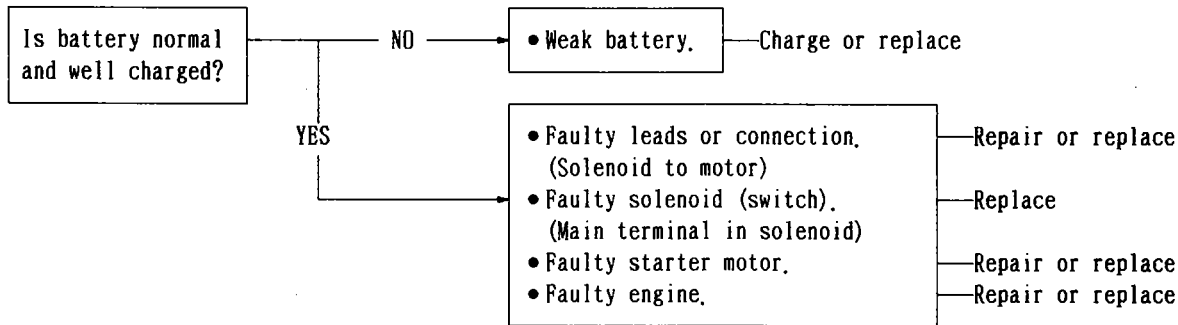 Is battery normal
and well charged?
NO
• Weak battery.
Charge or replace
YES
• Faulty leads or connection.
(Solenoid to motor)
Repair or replace
• Faulty solenoid (switch).
(Main terminal in solenoid)
Replace
• Faulty starter motor.
Repair or replace
• Faulty engine.
Repair or replace